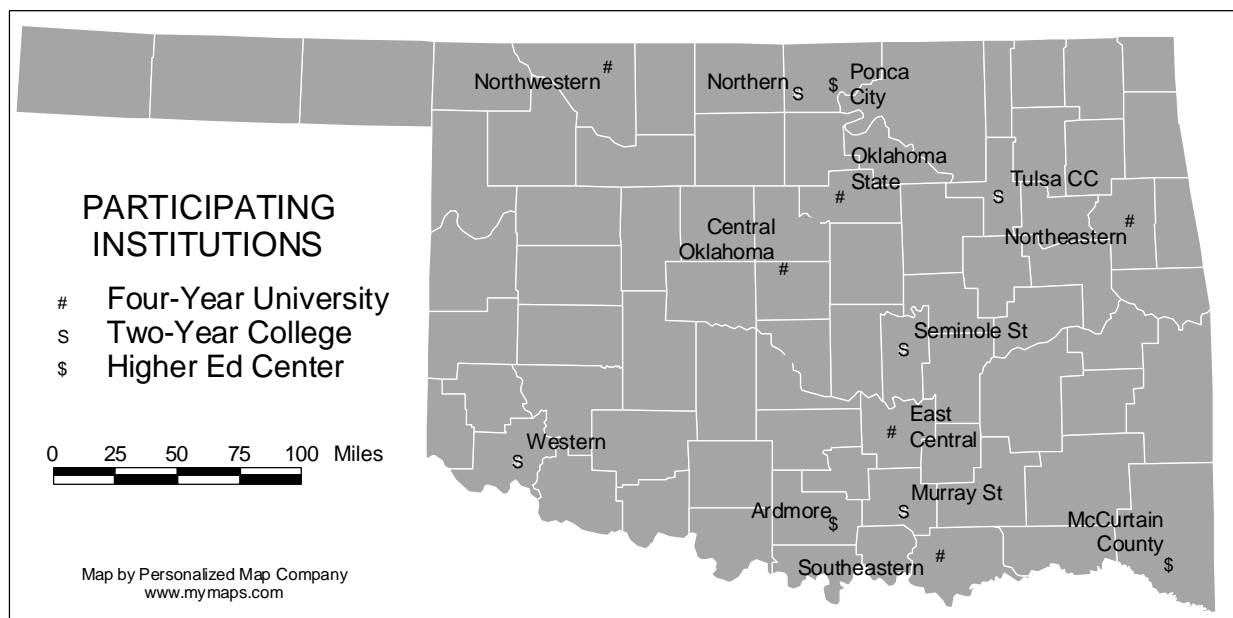 Northwestern #
Northern S
$ Ponca
City
Oklahoma
State
#
Tulsa CC
S
Central
Oklahoma
#
Northeastern #
PARTICIPATING
INSTITUTIONS
# Four-Year University
S Two-Year College
$ Higher Ed Center
Seminole St
S
East
Central
#
Western
S
0 25 50 75 100 Miles
Murray St
S
Ardmore $
McCurtain
County
$
Southeastern #
Map by Personalized Map Company
www.mymaps.com